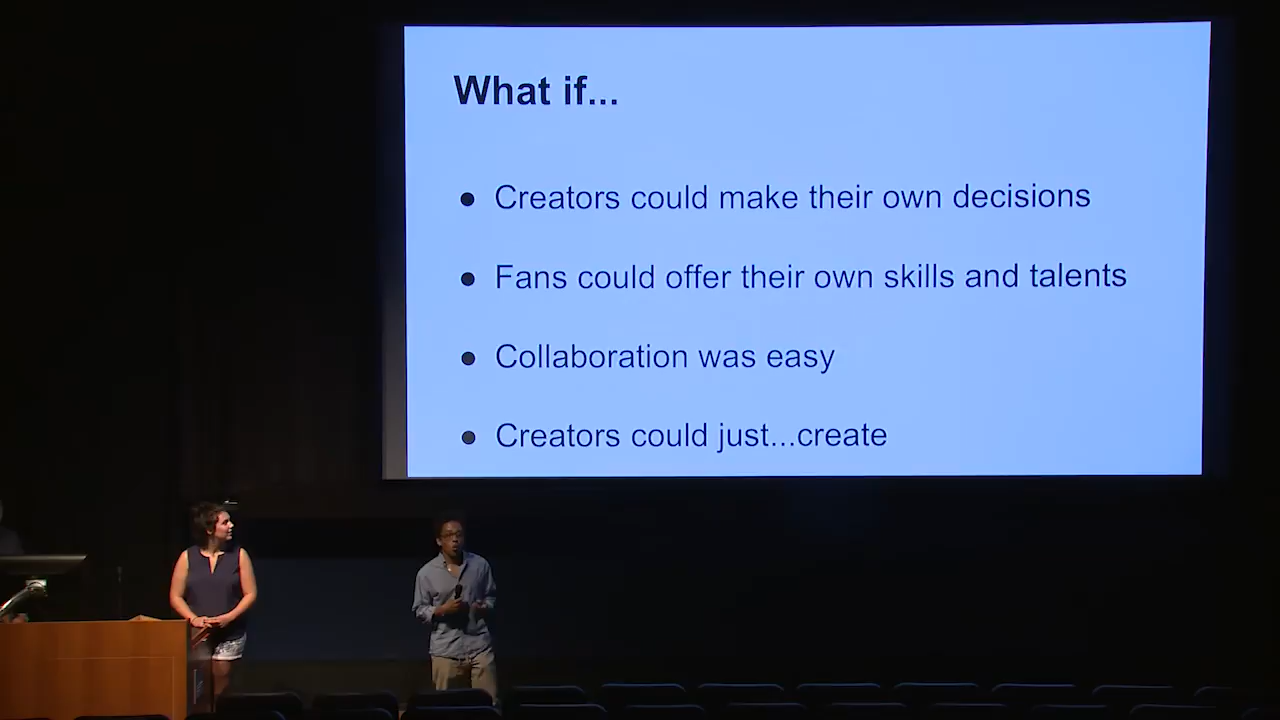 What if...
● Creators could make their own decisions
● Fans could offer their own skills and talents
● Collaboration was easy
● Creators could just...create